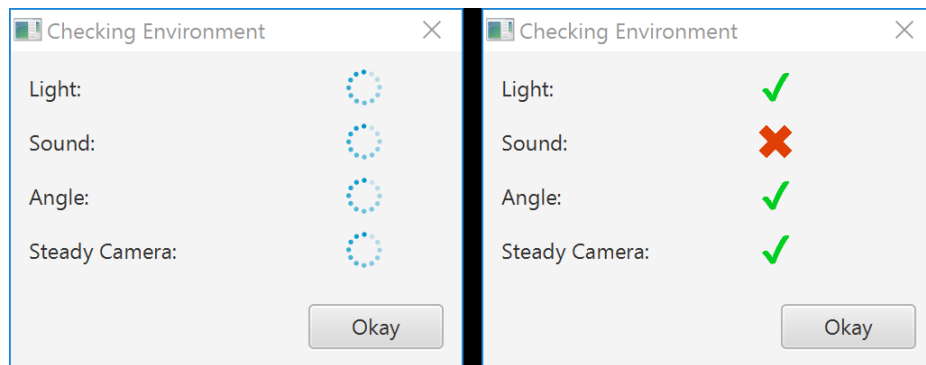 Checking Environment
Light:
Sound:
Angle:
Steady Camera:
Okay
Checking Environment
Light:
Sound:
Angle:
Steady Camera:
Okay